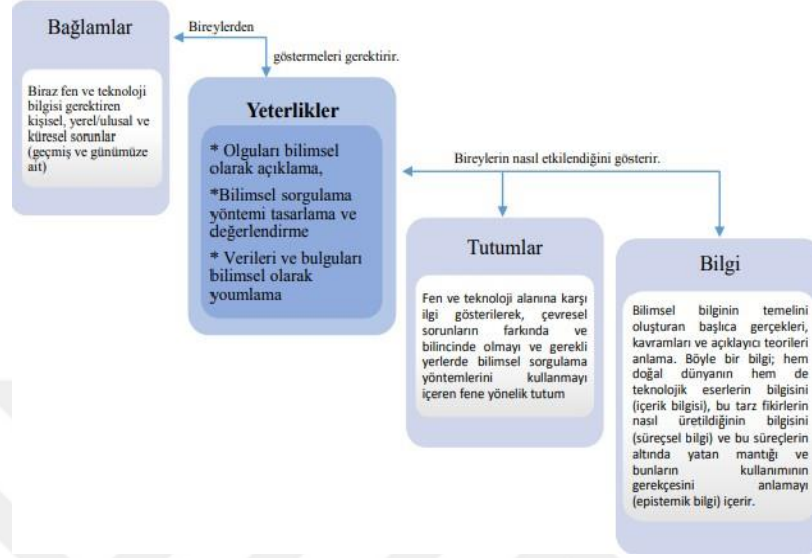 Bağlamlar
Biraz fen ve teknoloji
bilgisi gerektiren
kişisel, yerel/ulusal ve
küresel sorunlar
(geçmiş ve günümüze
ait)
Bireylerden
göstermeleri gerektirir.
Yeterlikler
* Olguları bilimsel
olarak açıklama,
*Bilimsel sorgulama
yöntemi tasarlama ve
değerlendirme
* Verileri ve bulguları
bilimsel olarak
youmlama
Bireylerin nasıl etkilendiğini gösterir.
Tutumlar
Fen ve teknoloji alanına karşı
ilgi gösterilerek, çevresel
sorunların farkında ve
bilincinde olmayı ve gerekli
yerlerde bilimsel sorgulama
yöntemlerini kullanmayı
içeren fene yönelik tutum
Bilgi
Bilimsel bilginin temelini
oluşturan başlıca gerçekleri,
kavramları ve açıklayıcı teorileri
anlama. Böyle bir bilgi; hem
doğal dünyanın hem de
teknolojik eserlerin bilgisini
(içerik bilgisi), bu tarz fikirlerin
nasıl üretildiğinin bilgisini
(süreçsel bilgi) ve bu süreçlerin
altında yatan mantığı ve
bunların kullanımının
gerekçesini anlamayı
(epistemik bilgi) içerir.